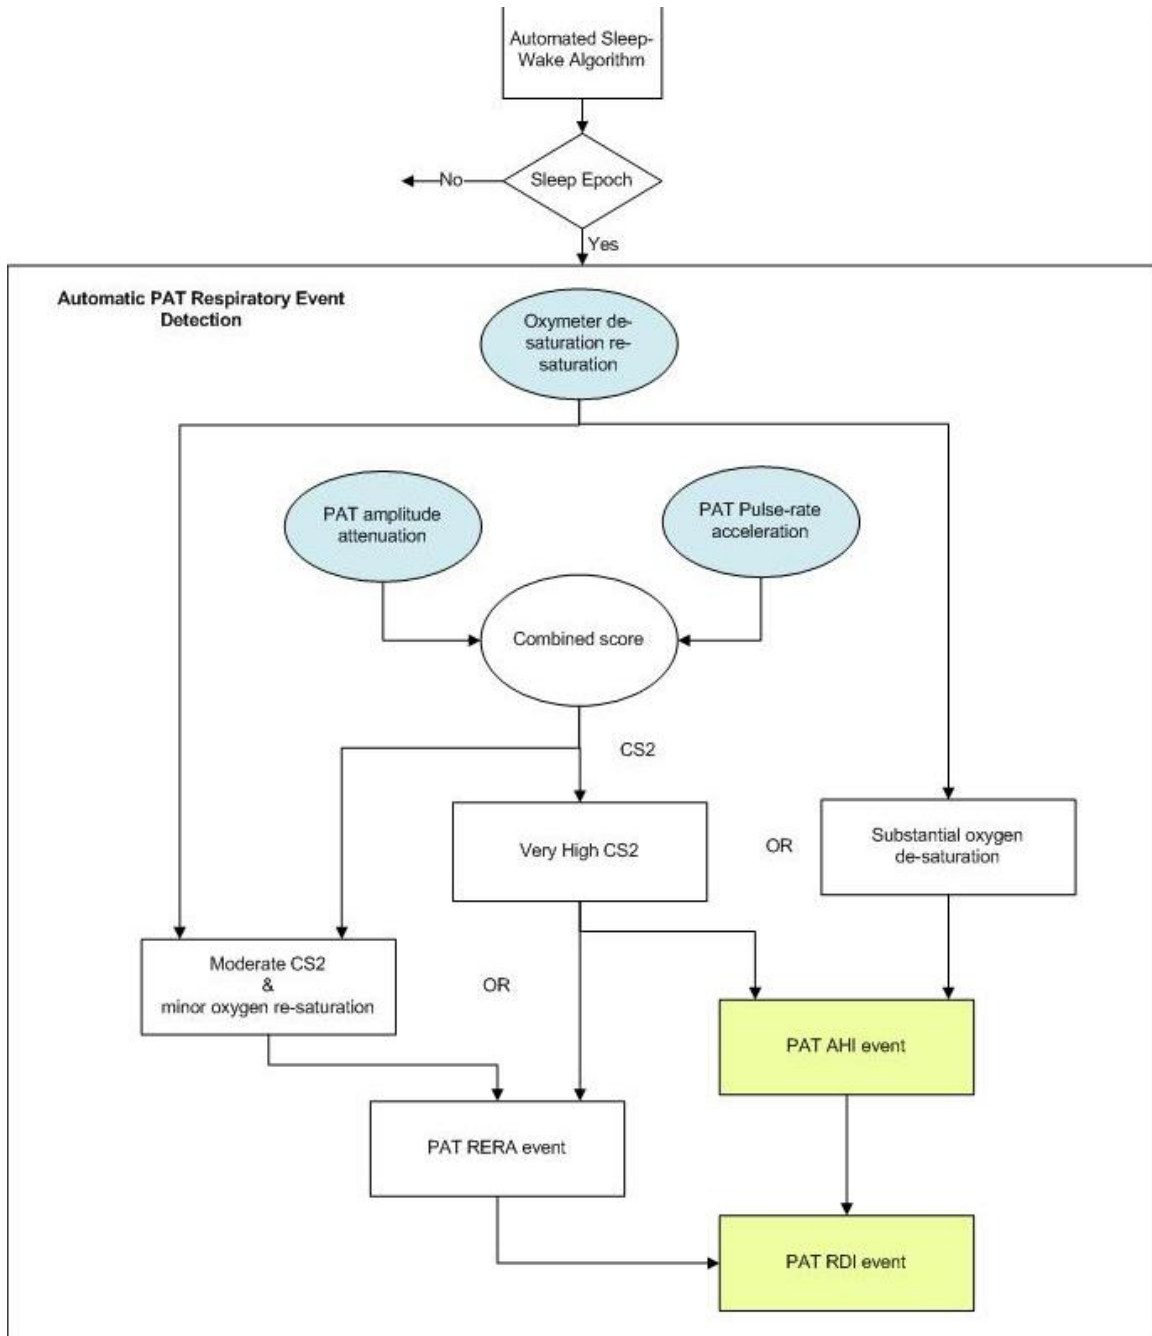 Automated Sleep-
Wake Algorithm
Sleep Epoch
No
Yes
Automatic PAT Respiratory Event
Detection
Oxymeter de-
saturation re-
saturation
PAT amplitude
attenuation
PAT Pulse-rate
acceleration
Combined score
CS2
Very High CS2
OR
Substantial oxygen
de-saturation
Moderate CS2
&
minor oxygen re-saturation
OR
PAT AHI event
PAT RERA event
PAT RDI event